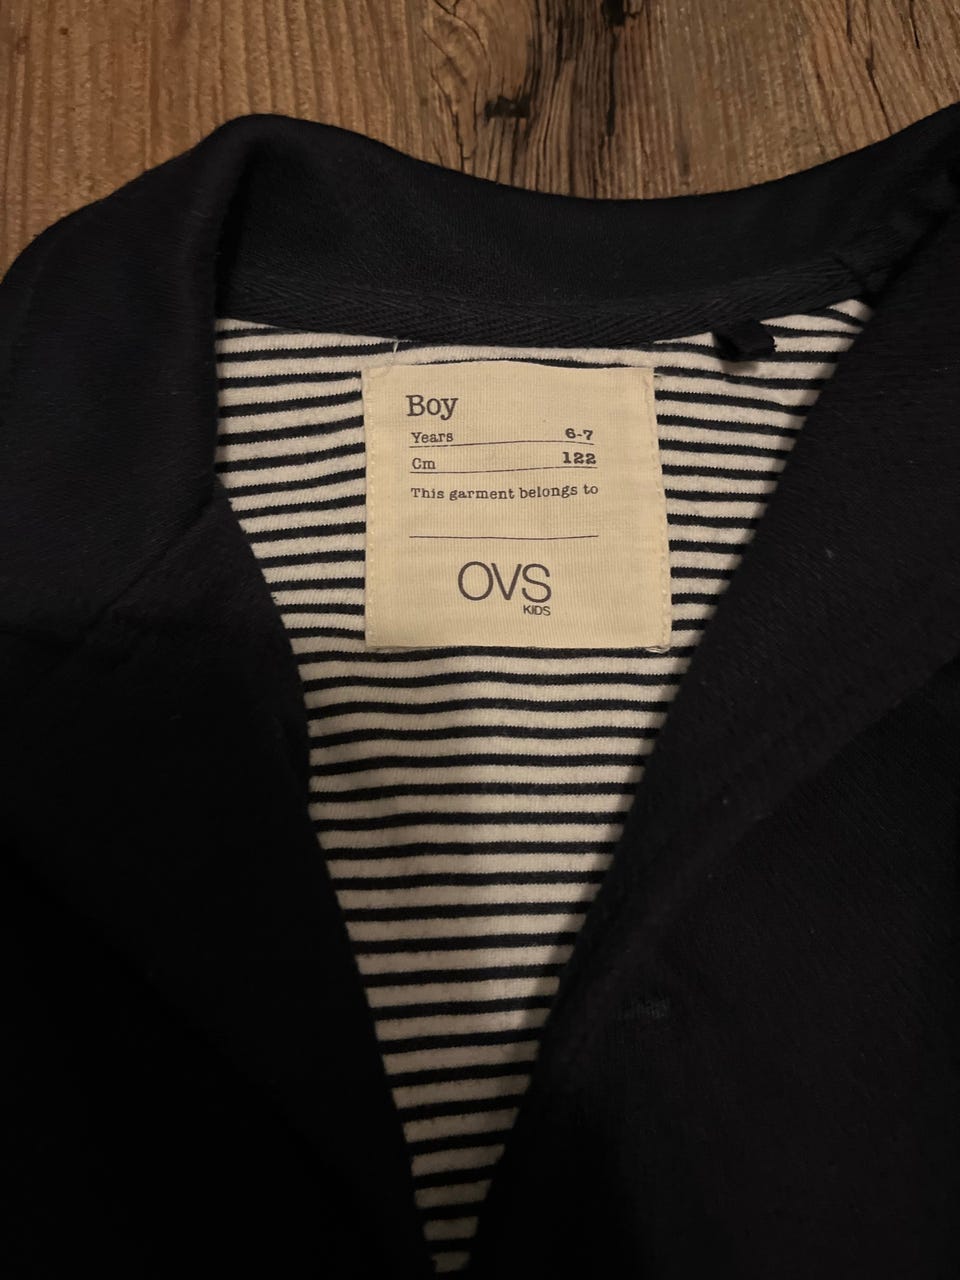 Boy
Years 6-7
Cm 122
This garment belongs to
OVS
KIDS